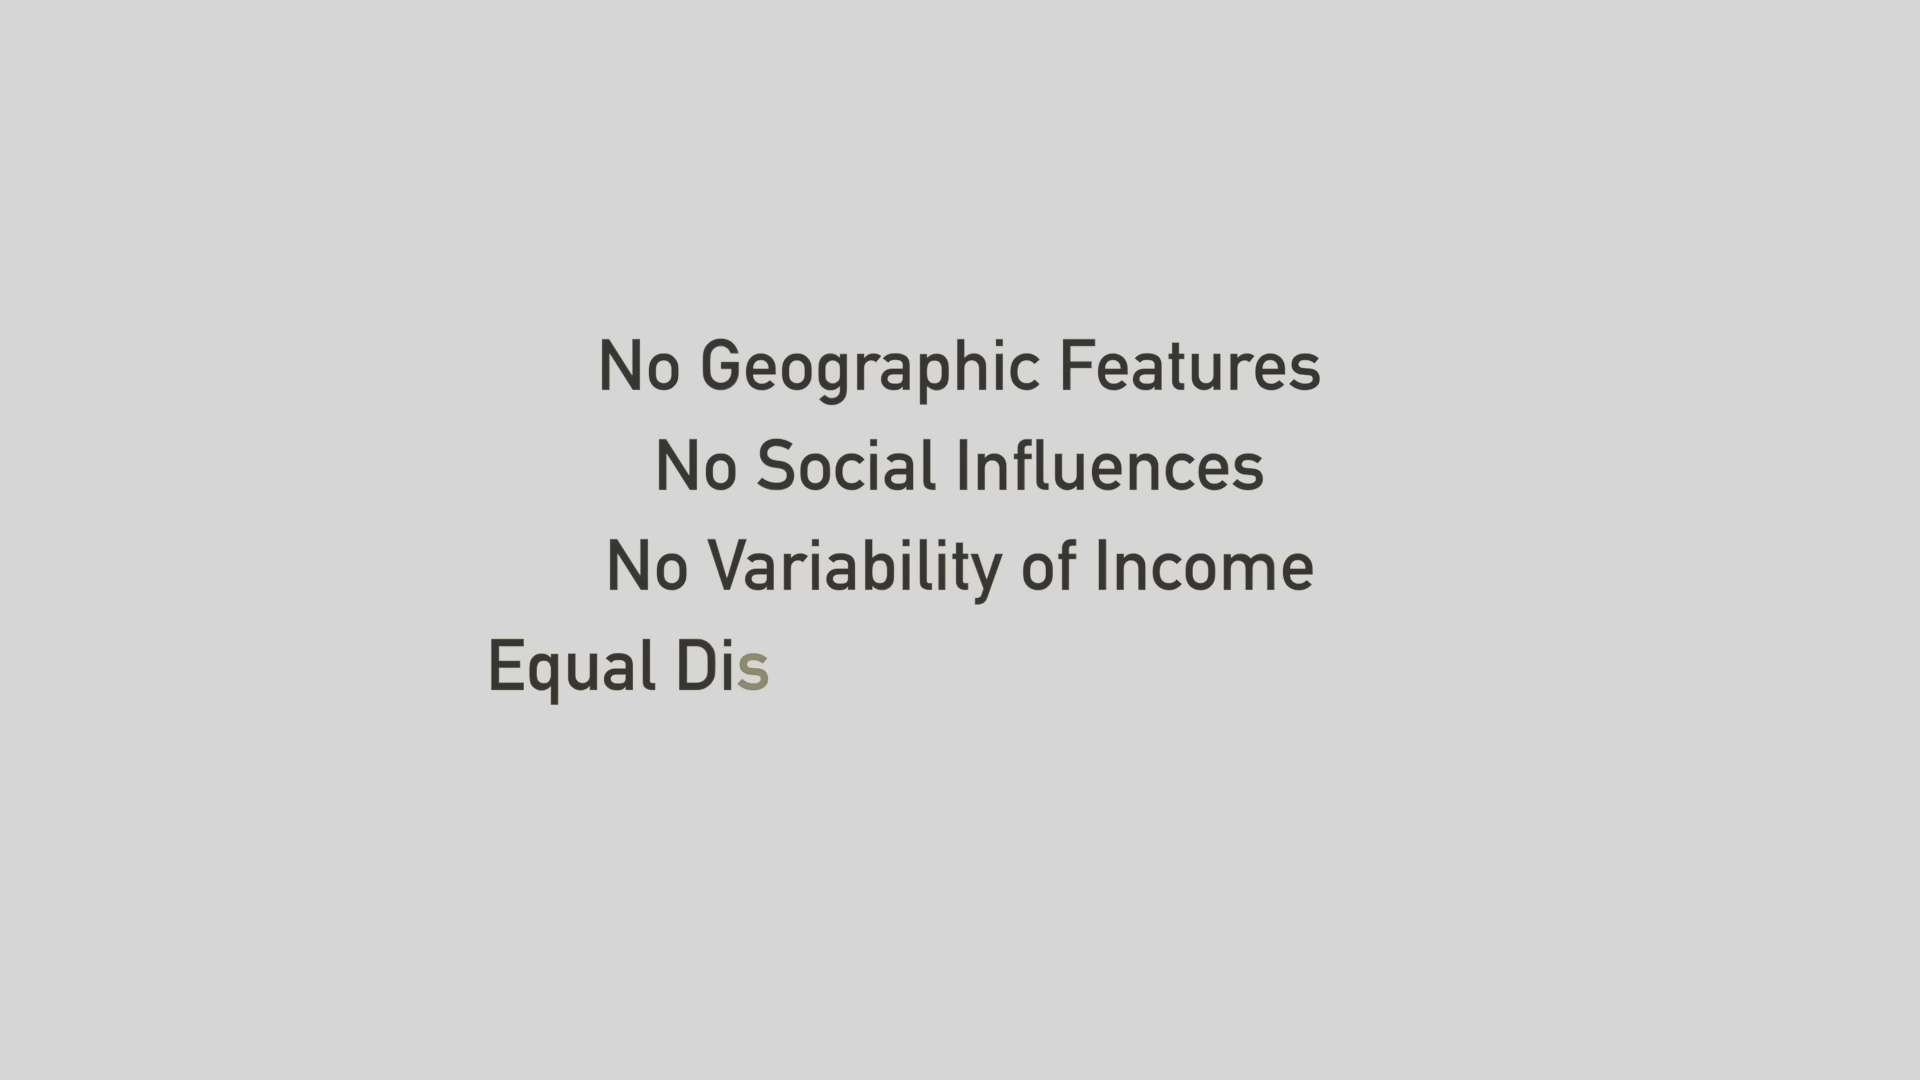 No Geographic Features
No Social Influences
No Variability of Income
Equal Dis